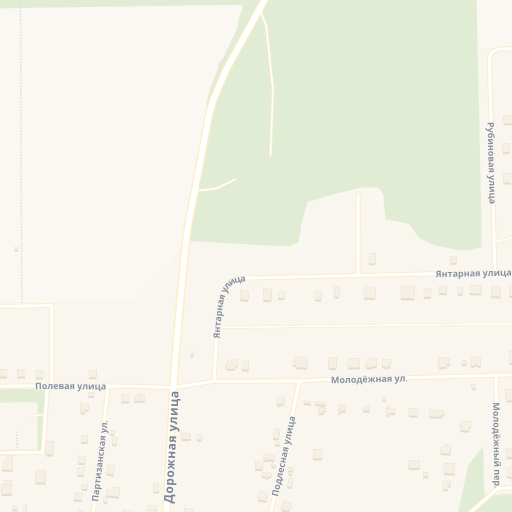 Рубиновая улица
Янтарная улица
Янтарная улица
Молодёжная ул.
Полевая улица
Дорожная улица
Партизанская ул.
Подлесная улица
Молодёжный пер.